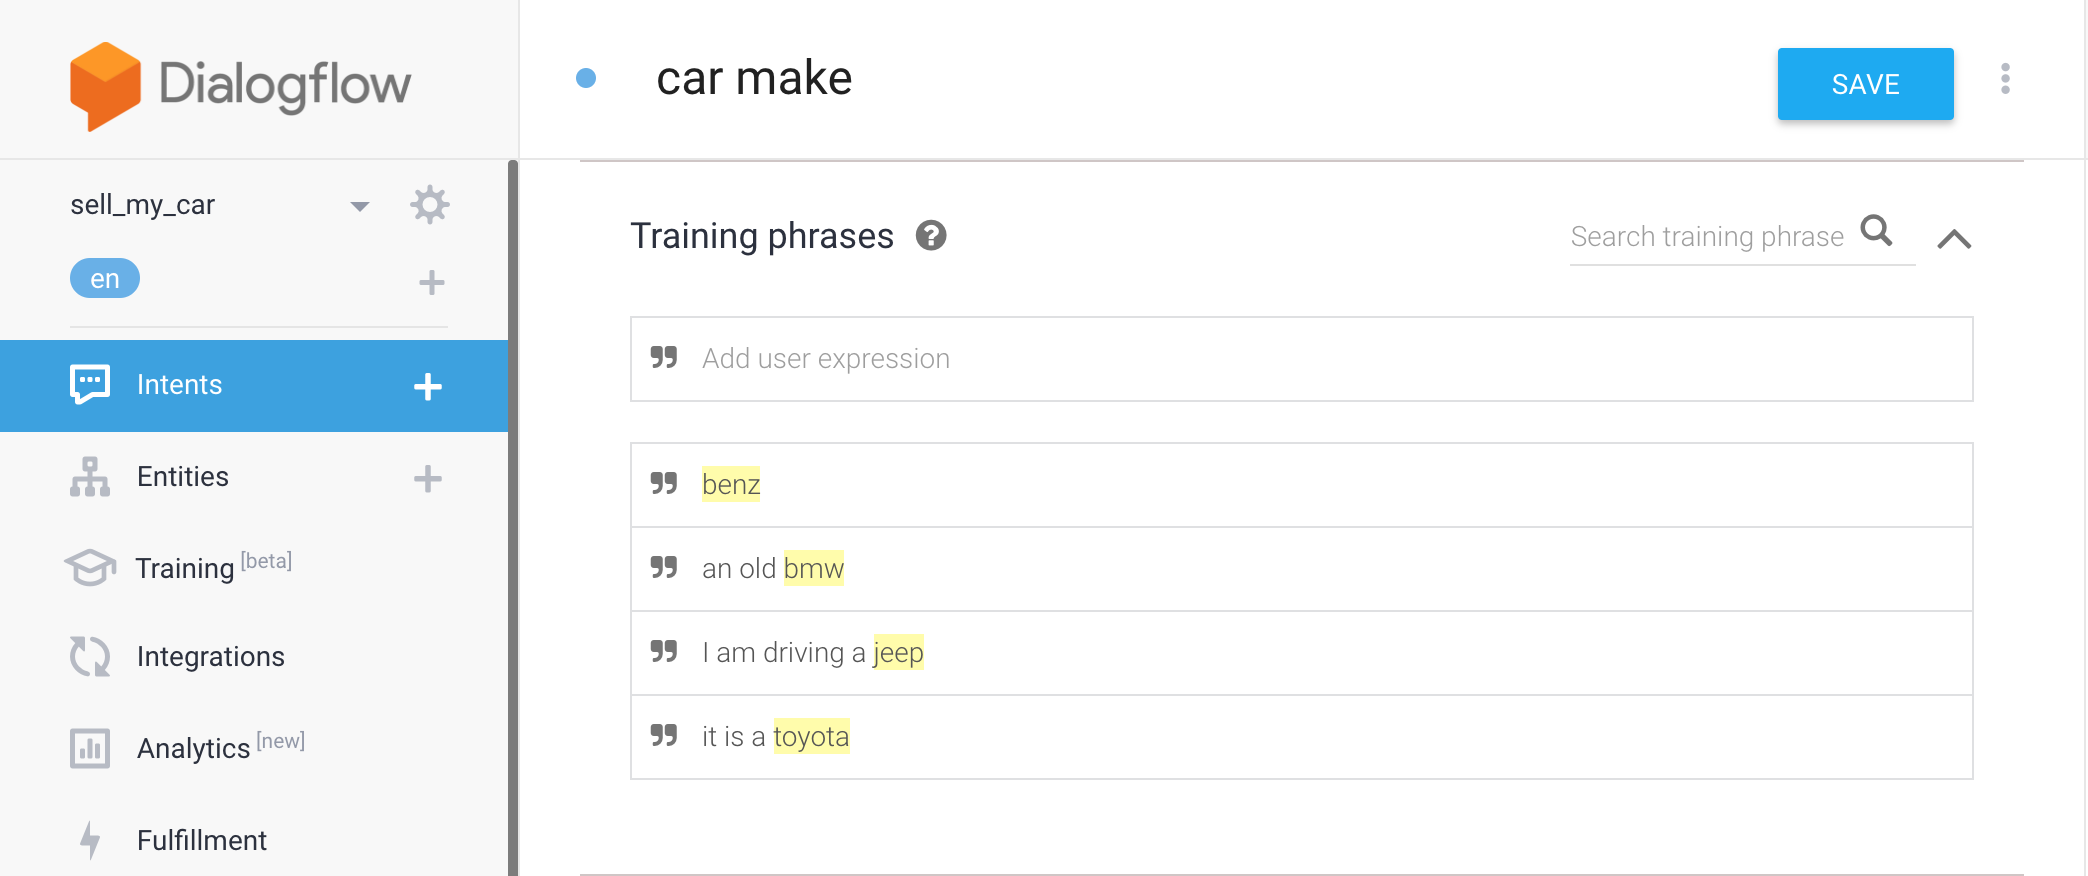 Dialogflow
sell_my_car
en
Intents
Entities
Training [beta]
Integrations
Analytics [new]
Fulfillment
car make
SAVE
Training phrases
Search training phrase
Add user expression
benz
an old bmw
I am driving a jeep
it is a toyota